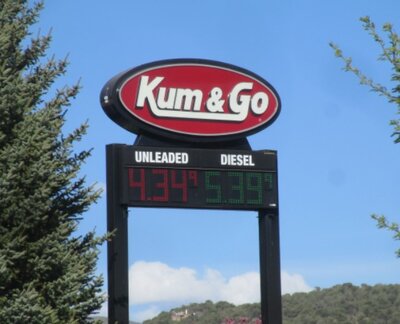 Kum & Go
UNLEADED DIESEL
4.34⁹ 5.39⁹